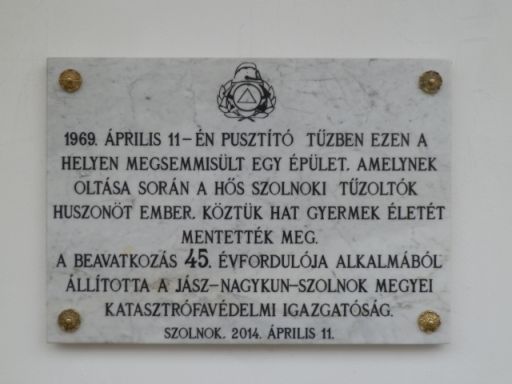 1969. ÁPRILIS 11-ÉN PUSZTÍTÓ TŰZBEN EZEN A
HELYEN MEGSEMMISÜLT EGY ÉPÜLET, AMELYNEK
OLTÁSA SORÁN A HŐS SZOLNOKI TŰZOLTÓK
HUSZONÖT EMBER, KÖZTÜK HAT GYERMEK ÉLETÉT
MENTETTÉK MEG.
A BEAVATKOZÁS 45. ÉVFORDULÓJA ALKALMÁBÓL
ÁLLÍTOTTA A JÁSZ-NAGYKUN-SZOLNOK MEGYEI
KATASZTRÓFAVÉDELMI IGAZGATÓSÁG.
SZOLNOK, 2014. ÁPRILIS 11.